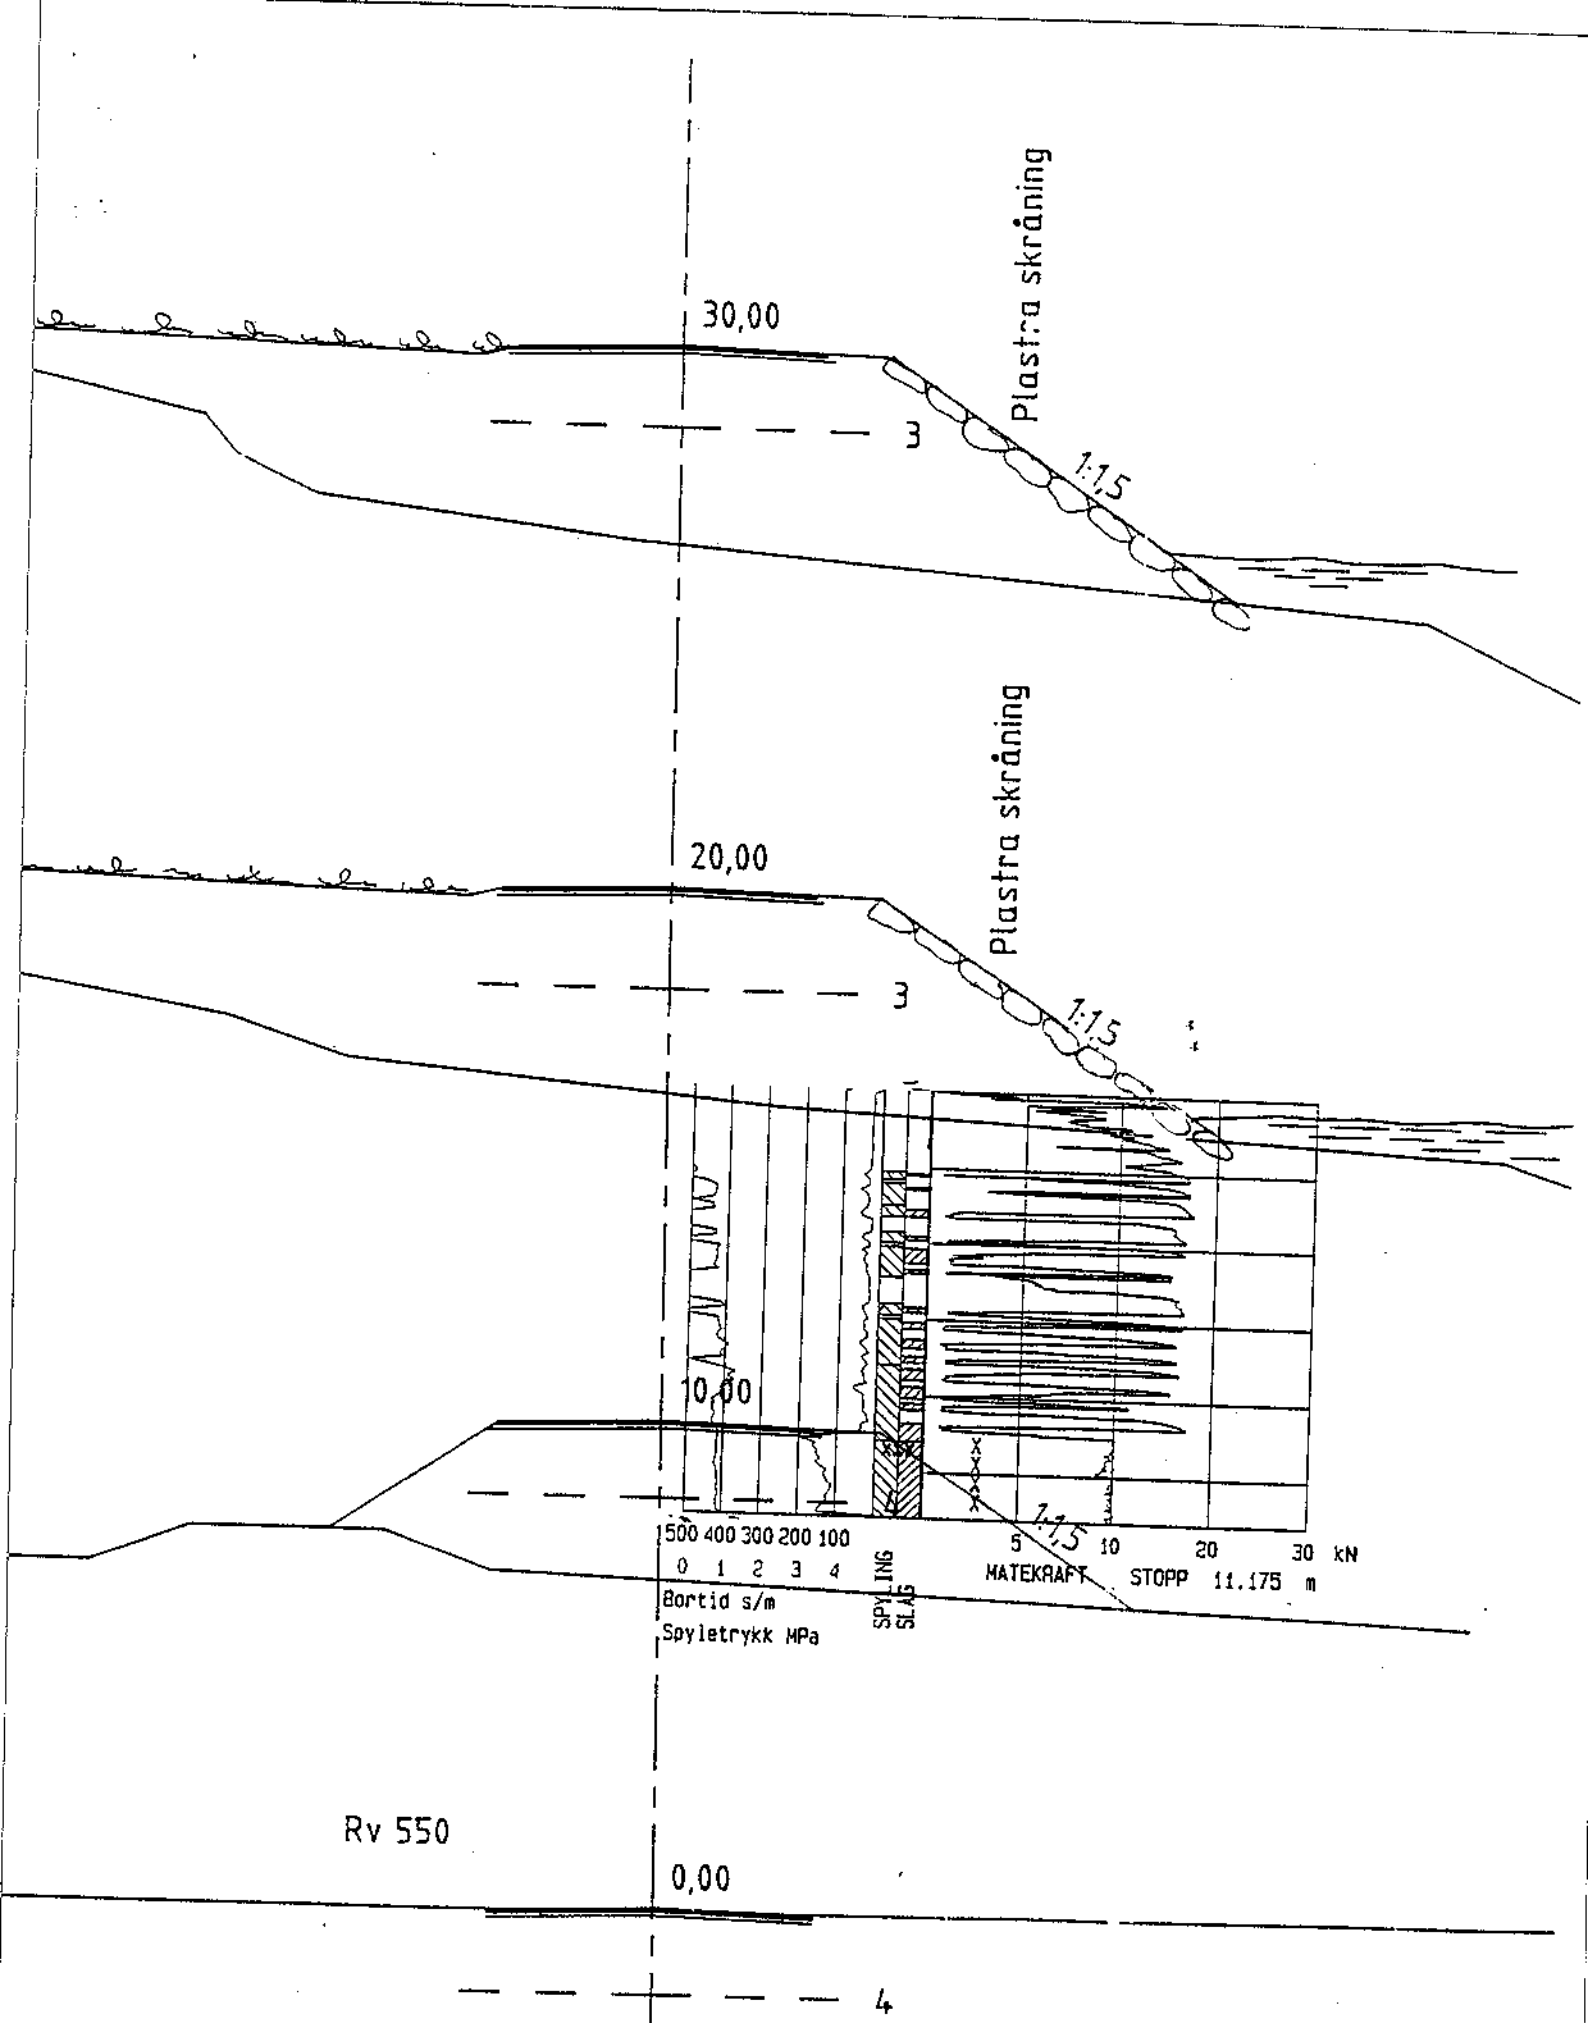 Plastra skråning
30,00
3
1:1,5
Plastra skråning
20,00
3
1:1,5
10,00
4
1:1,5
500 400 300 200 100
0 1 2 3 4
Bortid s/m
Spyletrykk MPa
SPYLING
SLAG
5 10 20 30 kN
MATEKRAFT STOPP 11.175 m
Rv 550
0,00
4